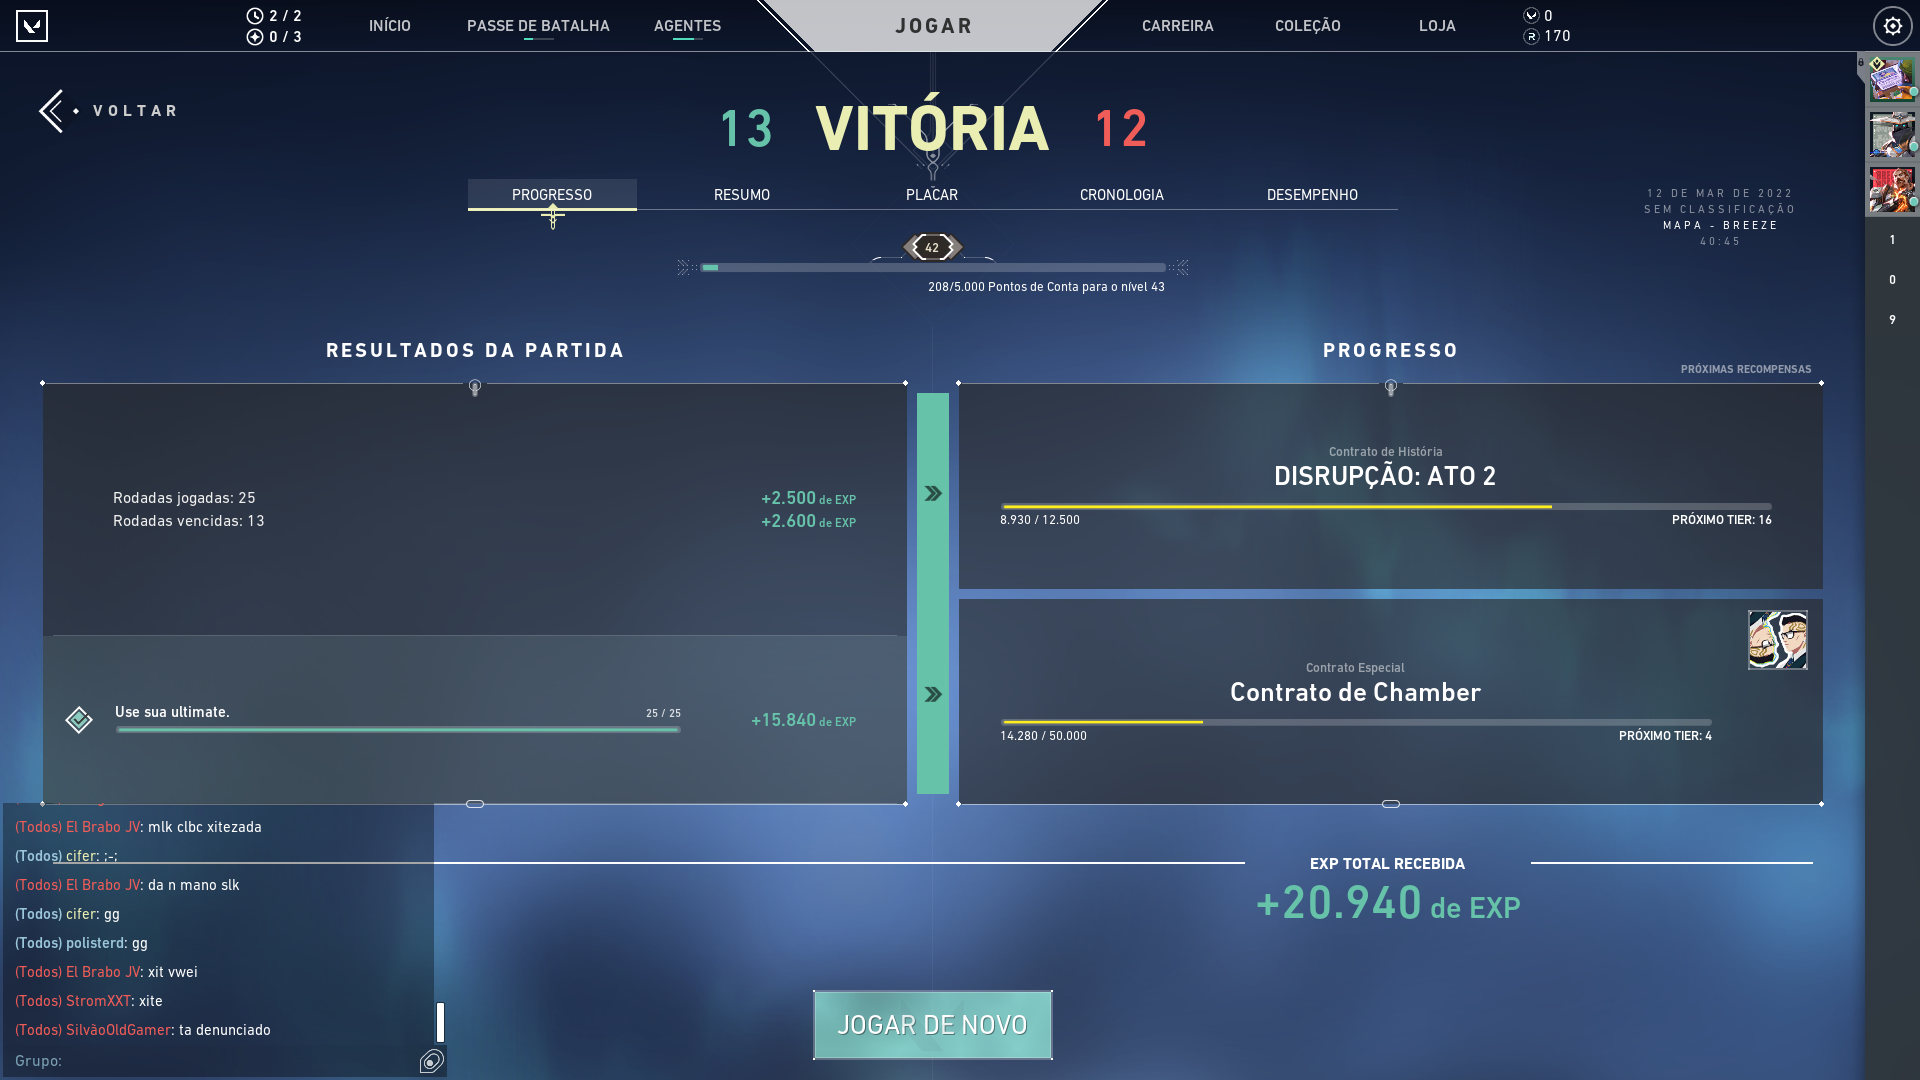 2 / 2
0 / 3
INÍCIO
PASSE DE BATALHA
AGENTES
JOGAR
CARREIRA
COLEÇÃO
LOJA
0
170
VOLTAR
13 VITÓRIA 12
PROGRESSO
RESUMO
PLACAR
CRONOLOGIA
DESEMPENHO
12 DE MAR DE 2022
SEM CLASSIFICAÇÃO
MAPA - BREEZE
40:45
1
0
9
42
208/5.000 Pontos de Conta para o nível 43
RESULTADOS DA PARTIDA
Rodadas jogadas: 25 +2.500 de EXP
Rodadas vencidas: 13 +2.600 de EXP
Use sua ultimate. 25 / 25 +15.840 de EXP
PROGRESSO
PRÓXIMAS RECOMPENSAS
Contrato de História
DISRUPÇÃO: ATO 2
8.930 / 12.500 PRÓXIMO TIER: 16
Contrato Especial
Contrato de Chamber
14.280 / 50.000 PRÓXIMO TIER: 4
EXP TOTAL RECEBIDA
+20.940 de EXP
(Todos) El Brabo JV: mlk clbc xitezada
(Todos) cifer: ;-;
(Todos) El Brabo JV: da n mano slk
(Todos) cifer: gg
(Todos) polisterd: gg
(Todos) El Brabo JV: xit vwei
(Todos) StromXXT: xite
(Todos) SilvãoOldGamer: ta denunciado
Grupo:
JOGAR DE NOVO